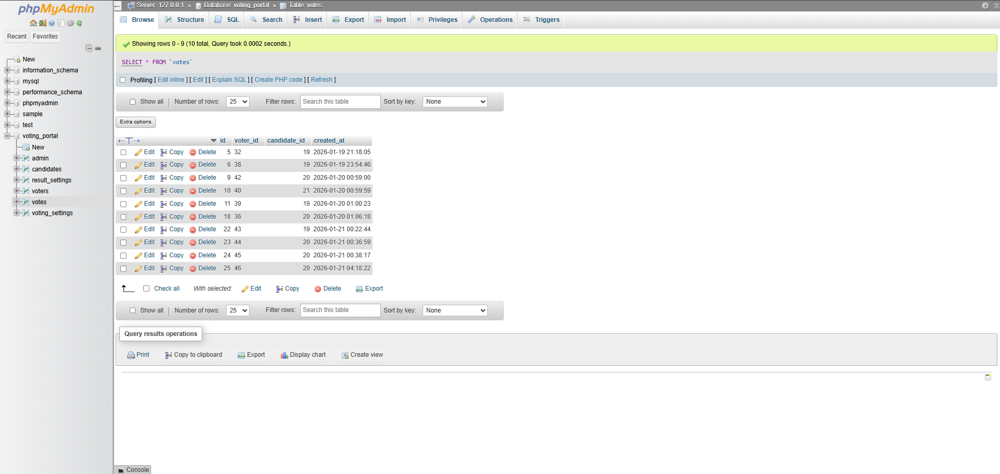 phpMyAdmin
Recent Favorites
New
information_schema
mysql
performance_schema
phpmyadmin
sample
test
voting_portal
New
admin
candidates
result_settings
voters
votes
voting_settings
← Server: 127.0.0.1 » Database: voting_portal » Table: votes
Browse Structure SQL Search Insert Export Import Privileges Operations Triggers
Showing rows 0 - 9 (10 total, Query took 0.0002 seconds.)
SELECT * FROM `votes`
Profiling [ Edit inline ] [ Edit ] [ Explain SQL ] [ Create PHP code ] [ Refresh ]
Show all | Number of rows: 25 Filter rows: Search this table Sort by key: None
Extra options
←T→ id voter_id candidate_id created_at
Edit Copy Delete 5 32 19 2026-01-19 21:18:05
Edit Copy Delete 6 38 19 2026-01-19 23:54:46
Edit Copy Delete 9 42 20 2026-01-20 00:59:00
Edit Copy Delete 10 40 21 2026-01-20 00:59:59
Edit Copy Delete 11 39 19 2026-01-20 01:00:23
Edit Copy Delete 18 36 20 2026-01-20 01:06:18
Edit Copy Delete 22 43 19 2026-01-21 00:22:44
Edit Copy Delete 23 44 20 2026-01-21 00:36:59
Edit Copy Delete 24 45 20 2026-01-21 00:38:17
Edit Copy Delete 25 46 20 2026-01-21 04:18:22
Check all With selected: Edit Copy Delete Export
Show all | Number of rows: 25 Filter rows: Search this table Sort by key: None
Query results operations
Print Copy to clipboard Export Display chart Create view
Console